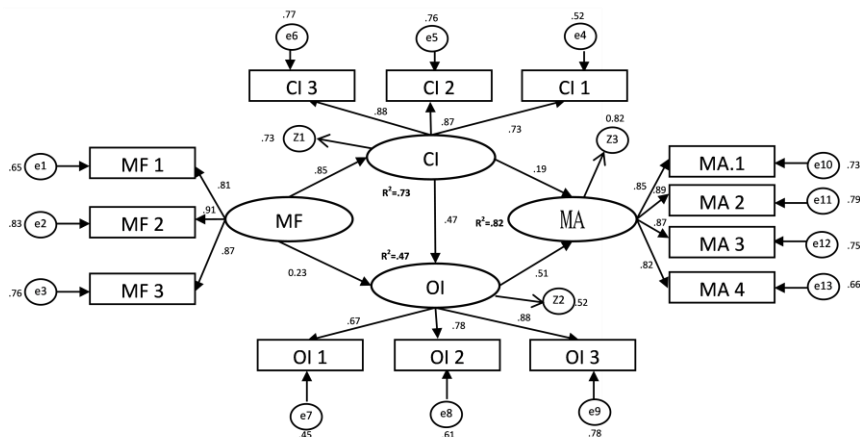 .77
e6
.76
e5
.52
e4
CI 3
CI 2
CI 1
.88
.87
.73
.73
Z1
CI
0.82
Z3
.65
e1
MF 1
.81
.85
R²=.73
.19
.85
MA.1
e10
.73
.83
e2
MF 2
.91
MF
.47
R²=.82
MA
.89
MA 2
e11
.79
.87
.87
MA 3
e12
.75
.76
e3
MF 3
0.23
R²=.47
OI
.51
.82
MA 4
e13
.66
Z2
.52
.67
.78
.88
OI 1
OI 2
OI 3
e7
.45
e8
.61
e9
.78